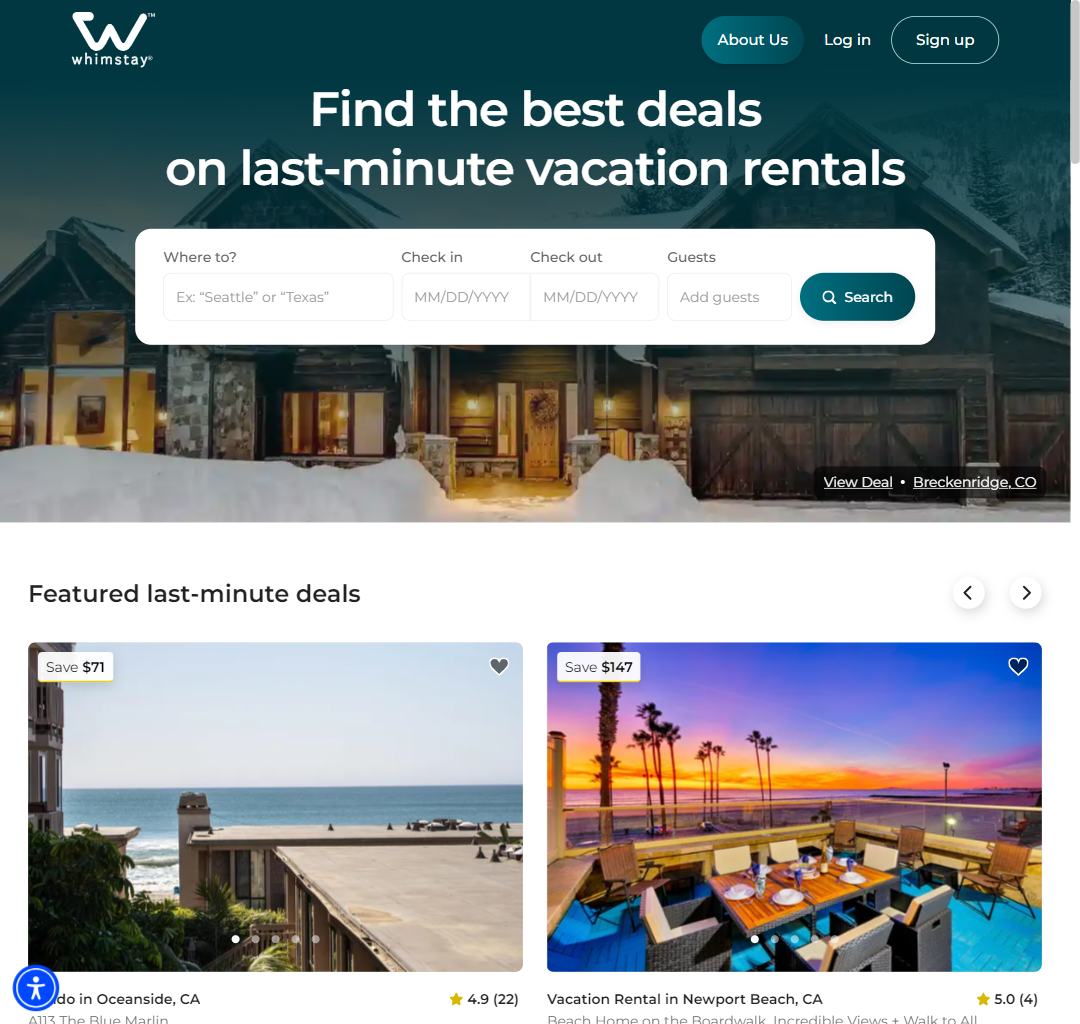 whimstay®
About Us
Log in
Sign up
Find the best deals
on last-minute vacation rentals
Where to?
Check in
Check out
Guests
Ex: “Seattle” or “Texas”
MM/DD/YYYY
MM/DD/YYYY
Add guests
Search
View Deal • Breckenridge, CO
Featured last-minute deals
Save $71
Save $147
in Oceanside, CA
4.9 (22)
Vacation Rental in Newport Beach, CA
5.0 (4)
A113 The Blue Marlin
Beach Home on the Boardwalk, Incredible Views + Walk to All